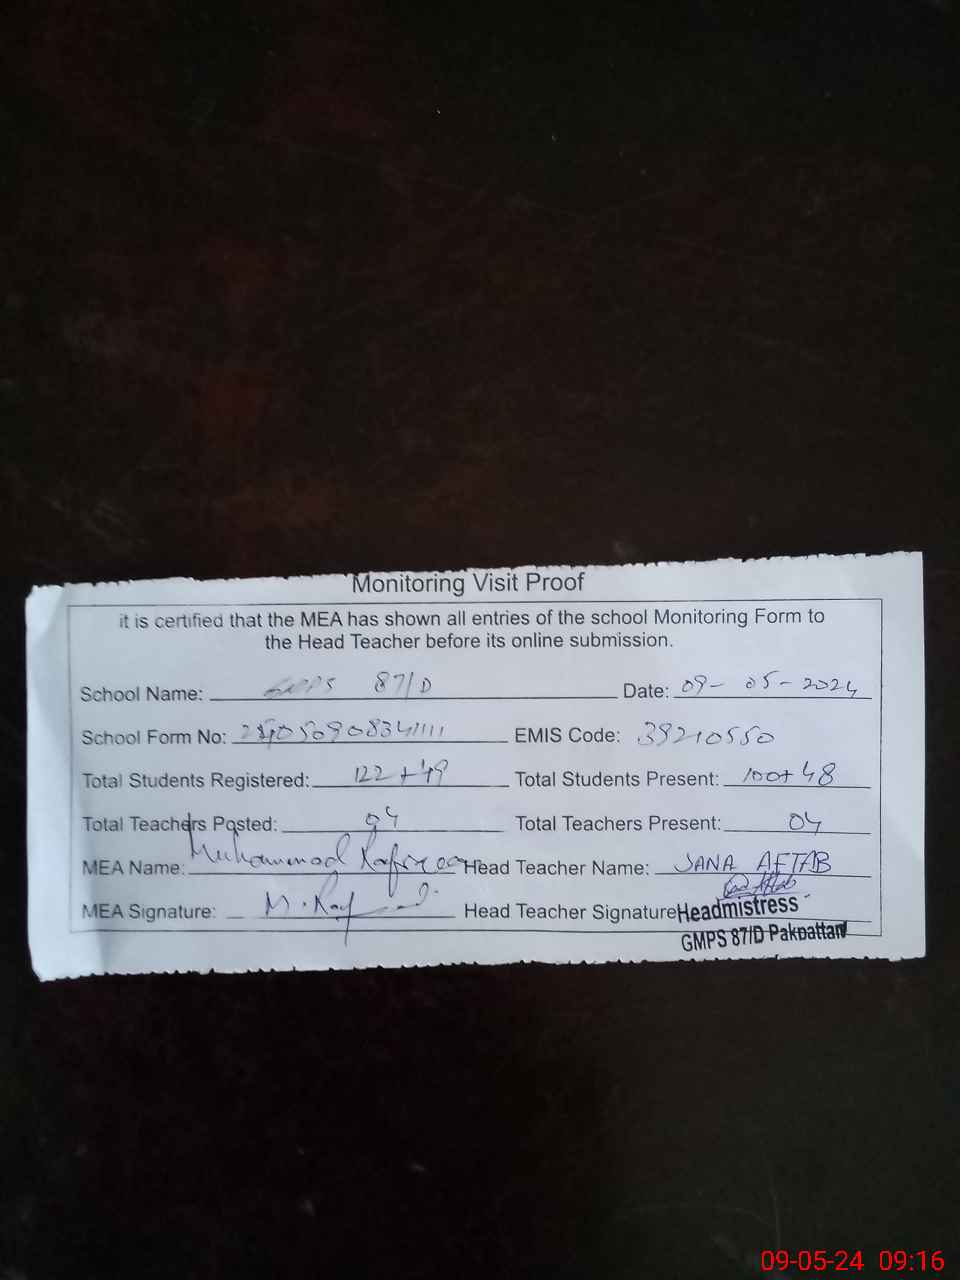 Monitoring Visit Proof
it is certified that the MEA has shown all entries of the school Monitoring Form to
the Head Teacher before its online submission.
School Name: GMPS 87/D Date: 09-05-2024
School Form No: EMIS Code: 39210550
Total Students Registered: 122+49 Total Students Present: 100+48
Total Teachers Posted: 04 Total Teachers Present: 04
MEA Name: Muhammad Head Teacher Name: SANA AFTAB
MEA Signature: Head Teacher Signature
Headmistress
GMPS 87/D Pakpattan
09-05-24 09:16